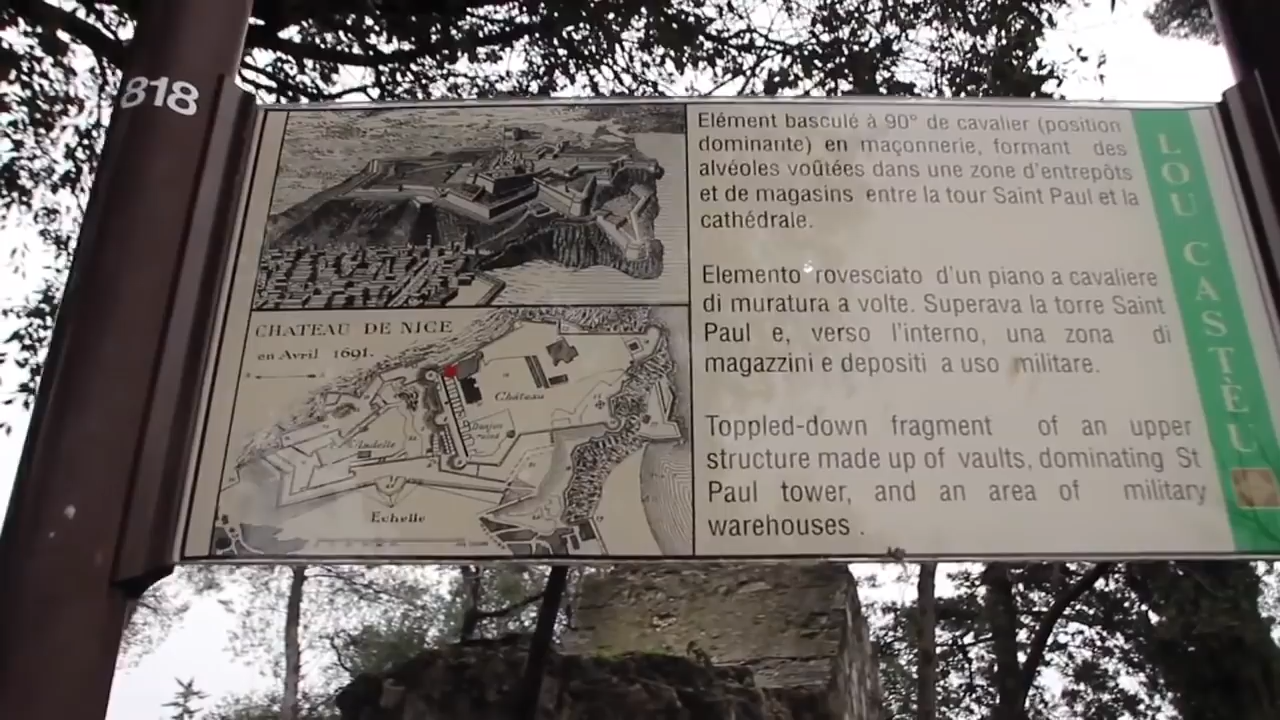 818
Elément basculé à 90° de cavalier (position
dominante) en maçonnerie, formant des
alvéoles voûtées dans une zone d'entrepôts
et de magasins entre la tour Saint Paul et la
cathédrale.
Elemento rovesciato d'un piano a cavaliere
di muratura a volte. Superava la torre Saint
Paul e, verso l'interno, una zona di
magazzini e depositi a uso militare.
Toppled-down fragment of an upper
structure made up of vaults, dominating St
Paul tower, and an area of military
warehouses .
LOU CASTÈU
CHATEAU DE NICE
en Avril 1691.
Château
Donjon
Echelle